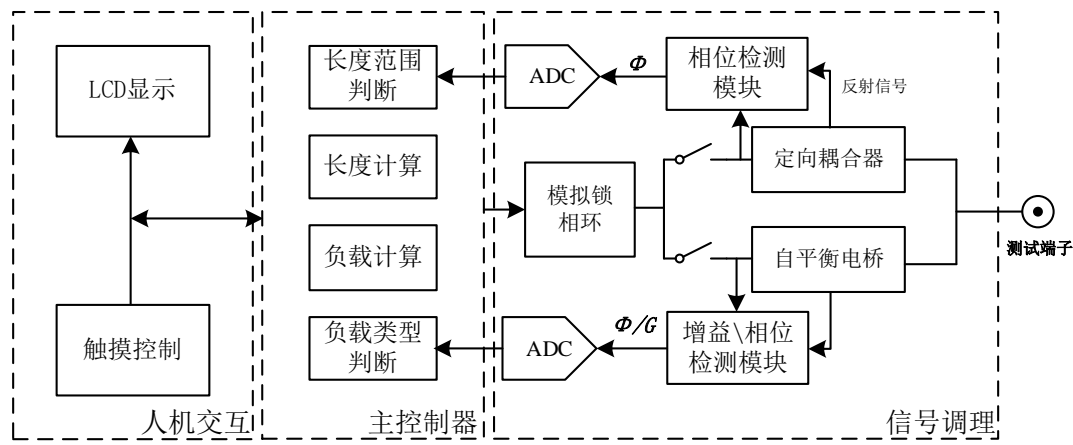 LCD显示
触摸控制
人机交互
长度范围
判断
长度计算
负载计算
负载类型
判断
主控制器
ADC
Φ
相位检测
模块
反射信号
定向耦合器
模拟锁
相环
自平衡电桥
ADC
Φ/G
增益\相位
检测模块
信号调理
测试端子